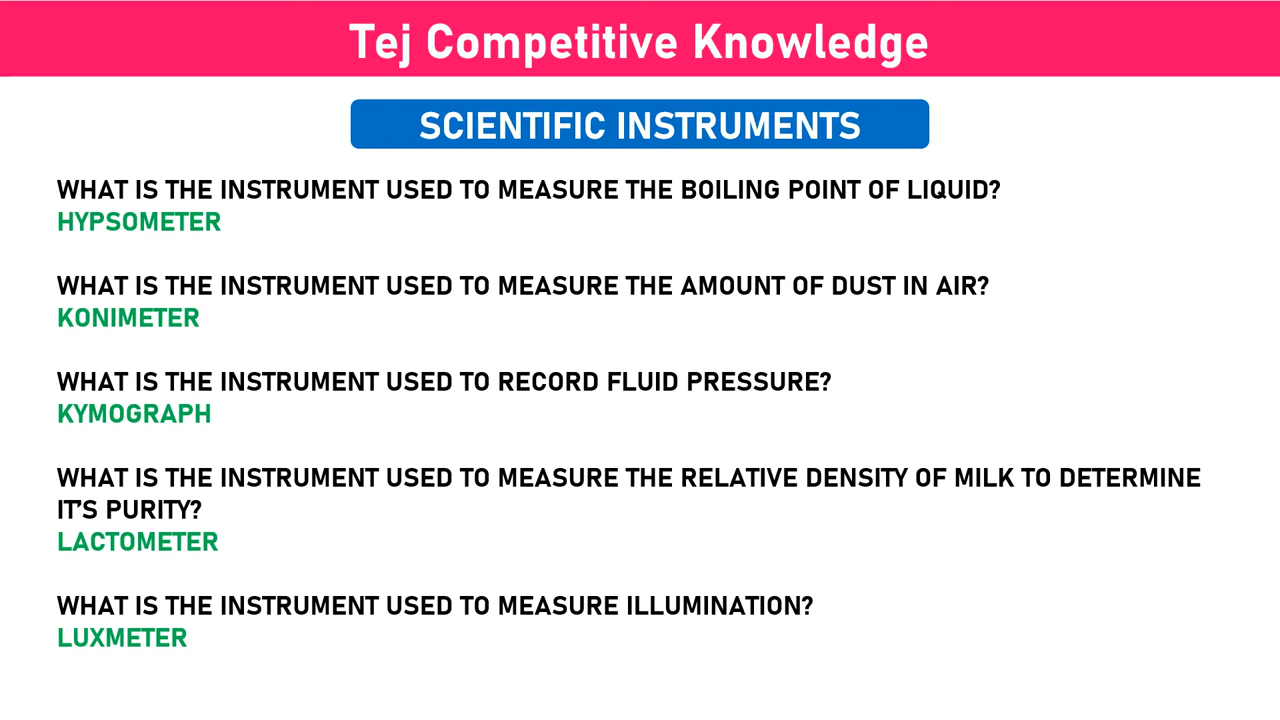 Tej Competitive Knowledge
SCIENTIFIC INSTRUMENTS
WHAT IS THE INSTRUMENT USED TO MEASURE THE BOILING POINT OF LIQUID?
HYPSOMETER
WHAT IS THE INSTRUMENT USED TO MEASURE THE AMOUNT OF DUST IN AIR?
KONIMETER
WHAT IS THE INSTRUMENT USED TO RECORD FLUID PRESSURE?
KYMOGRAPH
WHAT IS THE INSTRUMENT USED TO MEASURE THE RELATIVE DENSITY OF MILK TO DETERMINE
IT'S PURITY?
LACTOMETER
WHAT IS THE INSTRUMENT USED TO MEASURE ILLUMINATION?
LUXMETER